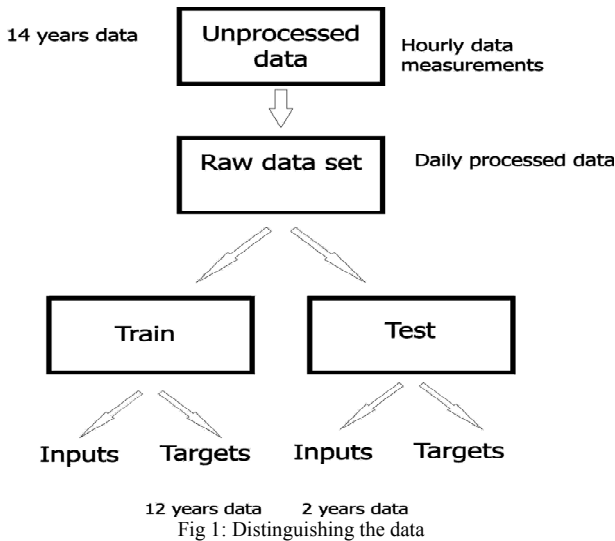 14 years data
Unprocessed
data
Hourly data
measurements
Raw data set
Daily processed data
Train
Test
Inputs
Targets
Inputs
Targets
12 years data
2 years data
Fig 1: Distinguishing the data